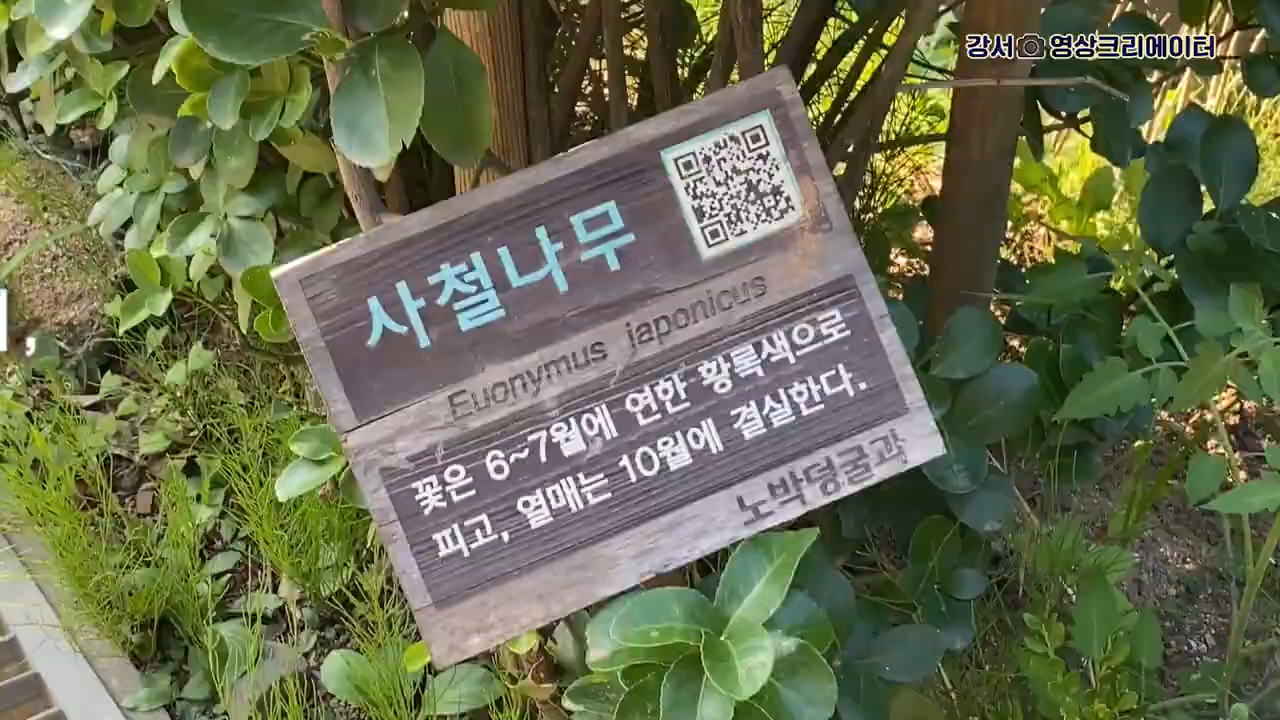 강서 영상크리에이터
사철나무
Euonymus japonicus
꽃은 6~7월에 연한 황록색으로
피고, 열매는 10월에 결실한다.
노박덩굴과